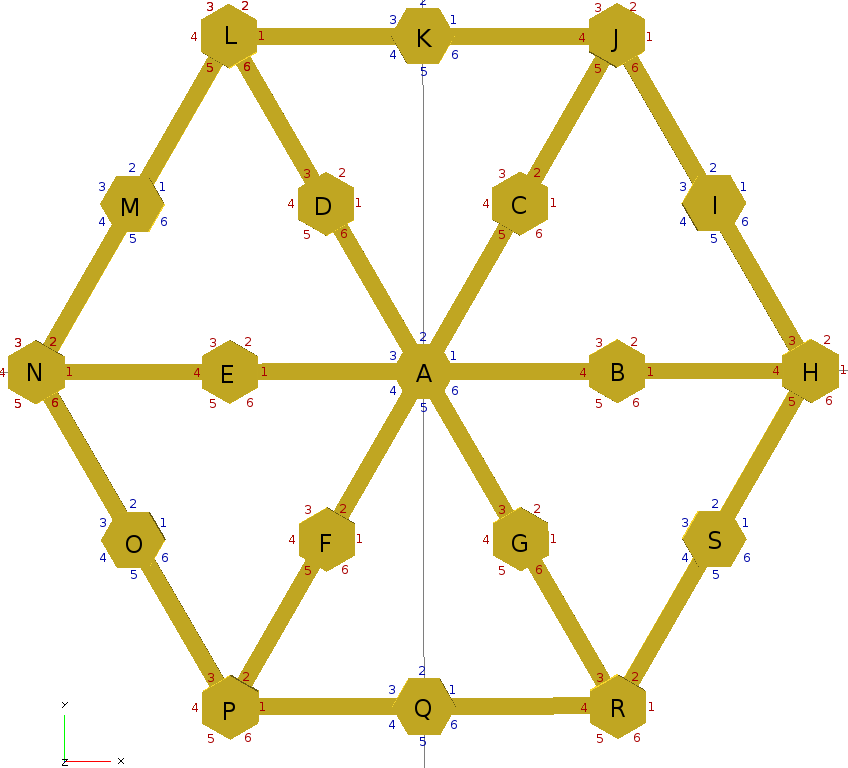 3 2 2 3 2
4 L 1 3 K 1 4 J 1
5 6 4 5 6 5 6
2 3 2 3 2 2
3 M 1 4 D 1 4 C 1 3 I 1
4 5 6 5 6 5 6 4 5 6
3 2 3 2 2 3 2 3 2
4 N 1 4 E 1 3 A 1 4 B 1 4 H 1
5 6 5 6 4 5 6 5 6 5 6
2 3 2 3 2 2
3 O 1 4 F 1 4 G 1 3 S 1
4 5 6 5 6 5 6 4 5 6
3 2 2 3 2
4 P 1 3 Q 1 4 R 1
5 6 4 5 6 5 6
Y
Z X